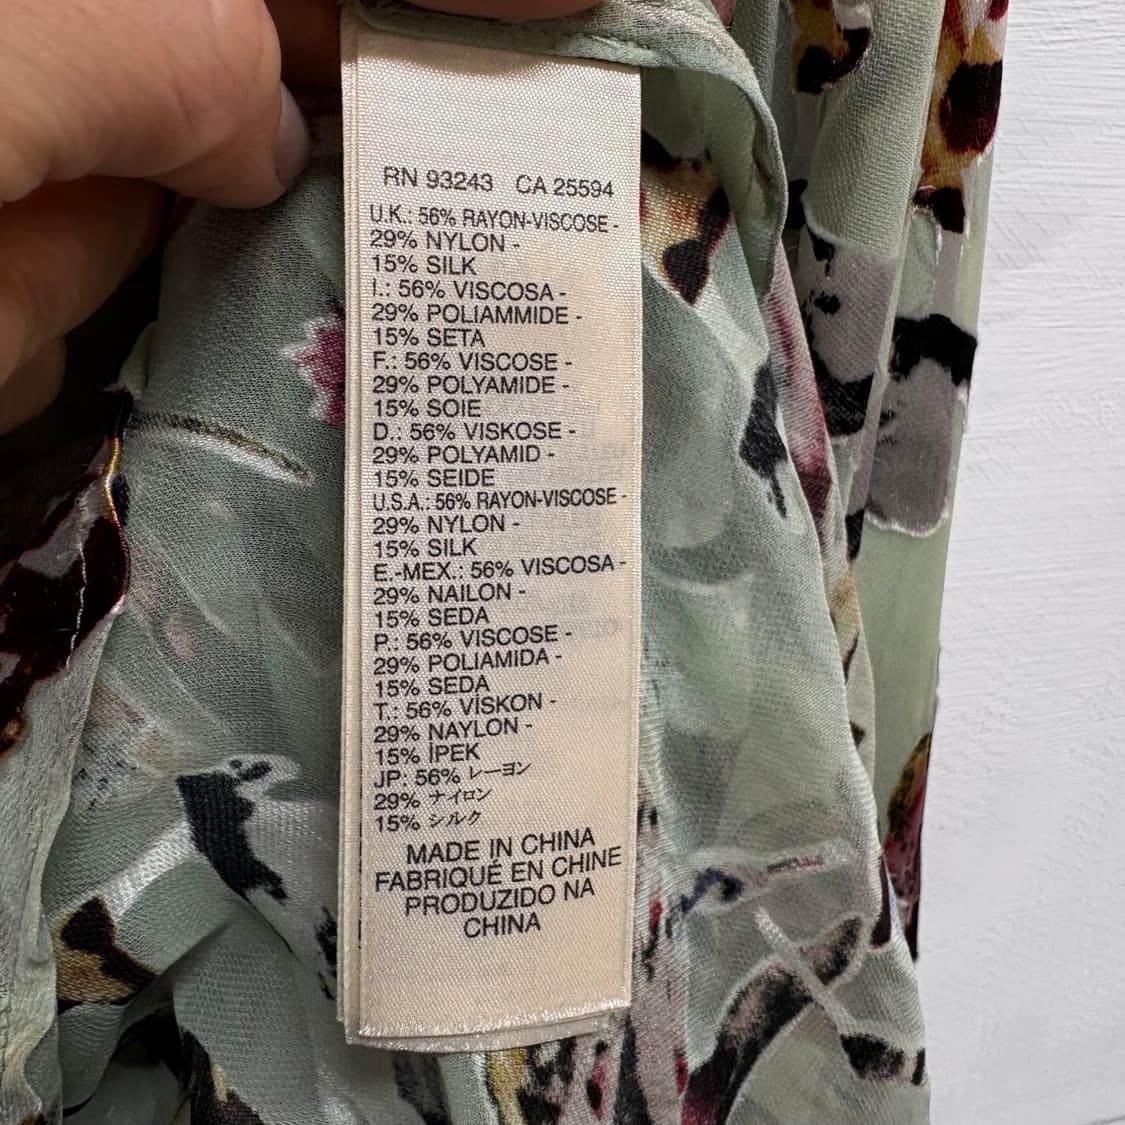 RN 93243 CA 25594
U.K.: 56% RAYON-VISCOSE -
29% NYLON -
15% SILK
I.: 56% VISCOSA -
29% POLIAMMIDE -
15% SETA
F.: 56% VISCOSE -
29% POLYAMIDE -
15% SOIE
D.: 56% VISKOSE -
29% POLYAMID -
15% SEIDE
U.S.A.: 56% RAYON-VISCOSE -
29% NYLON -
15% SILK
E.-MEX.: 56% VISCOSA -
29% NAILON -
15% SEDA
P.: 56% VISCOSE -
29% POLIAMIDA -
15% SEDA
T.: 56% VİSKON -
29% NAYLON -
15% İPEK
JP: 56% レーヨン
29% ナイロン
15% シルク
MADE IN CHINA
FABRIQUÉ EN CHINE
PRODUZIDO NA
CHINA